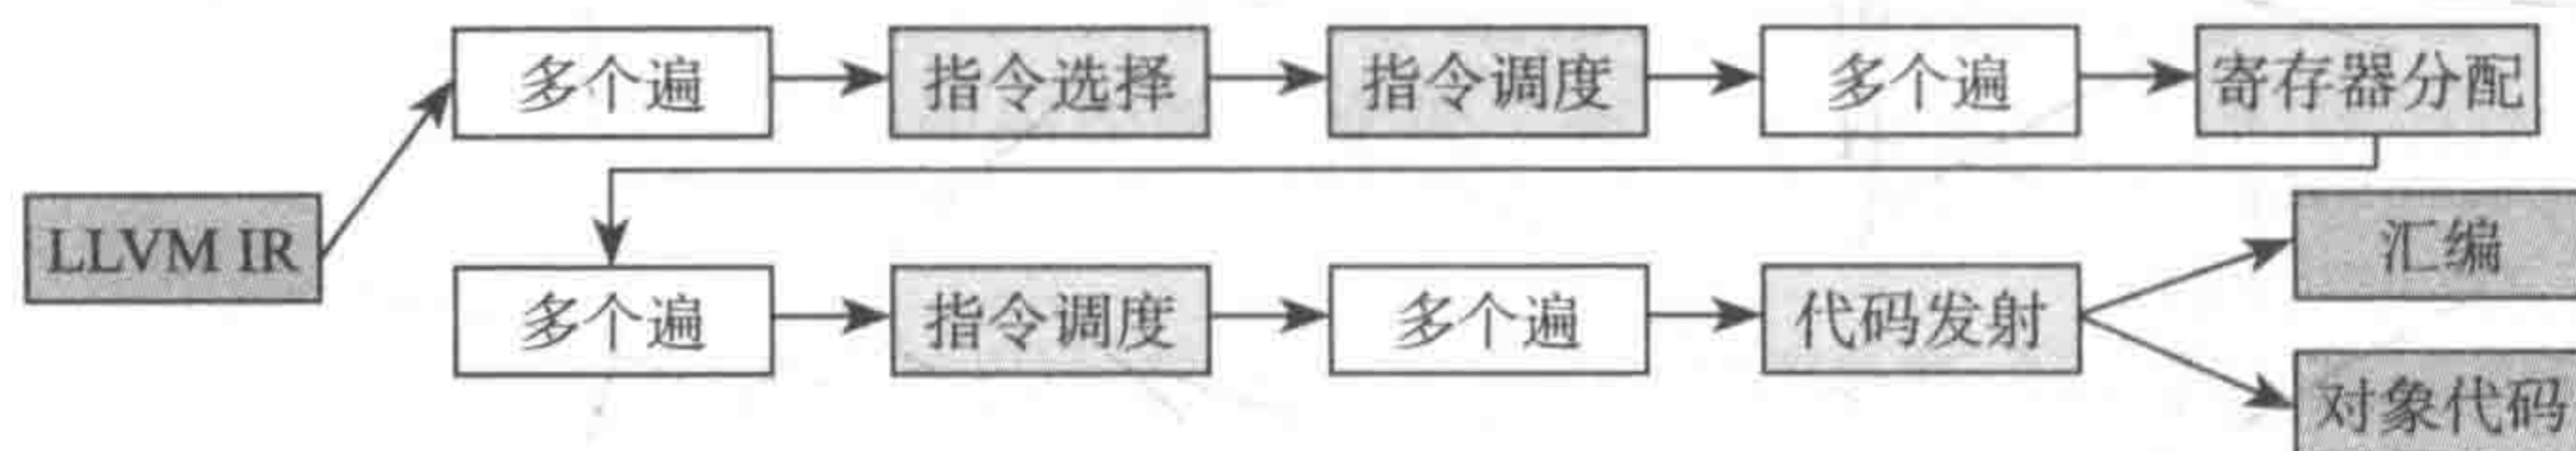 多个遍
指令选择
指令调度
多个遍
寄存器分配
LLVM IR
汇编
多个遍
指令调度
多个遍
代码发射
对象代码